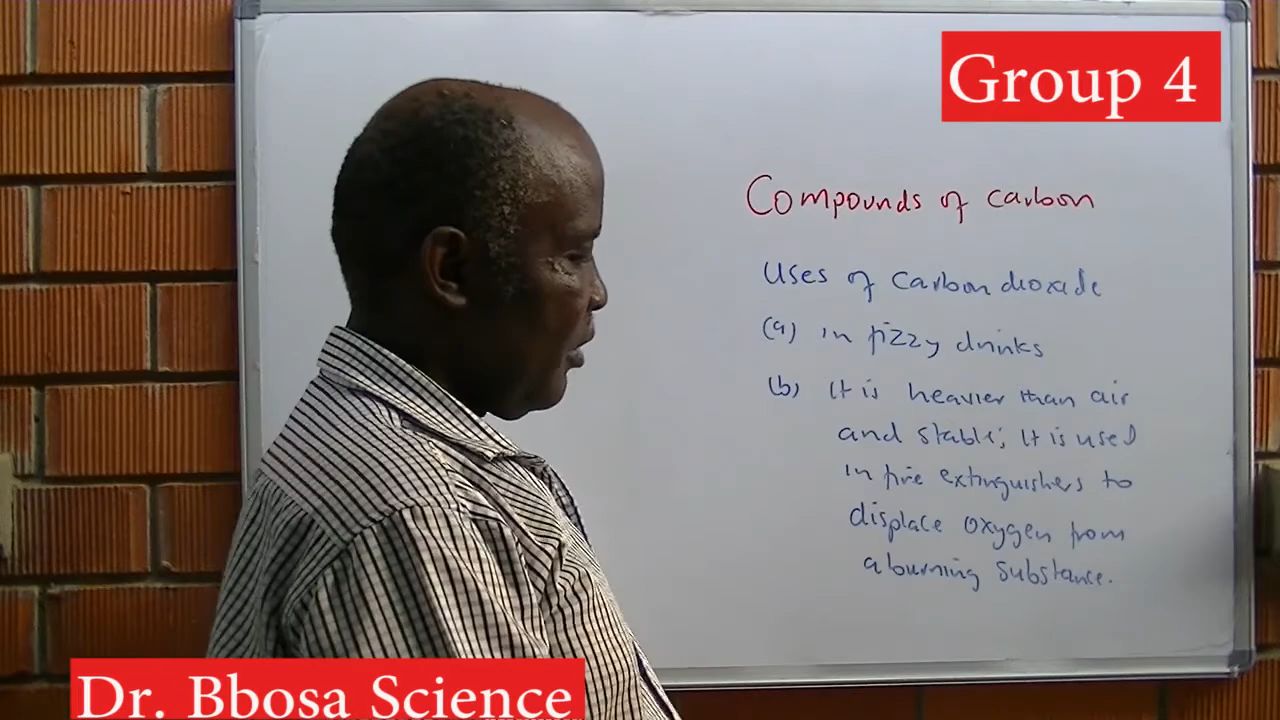 Group 4
Compounds of carbon
Uses of carbon dioxide
(a) in fizzy drinks
(b) It is heavier than air
and stable; It is used
in fire extinguishers to
displace oxygen from
a burning substance.
Dr. Bbosa Science